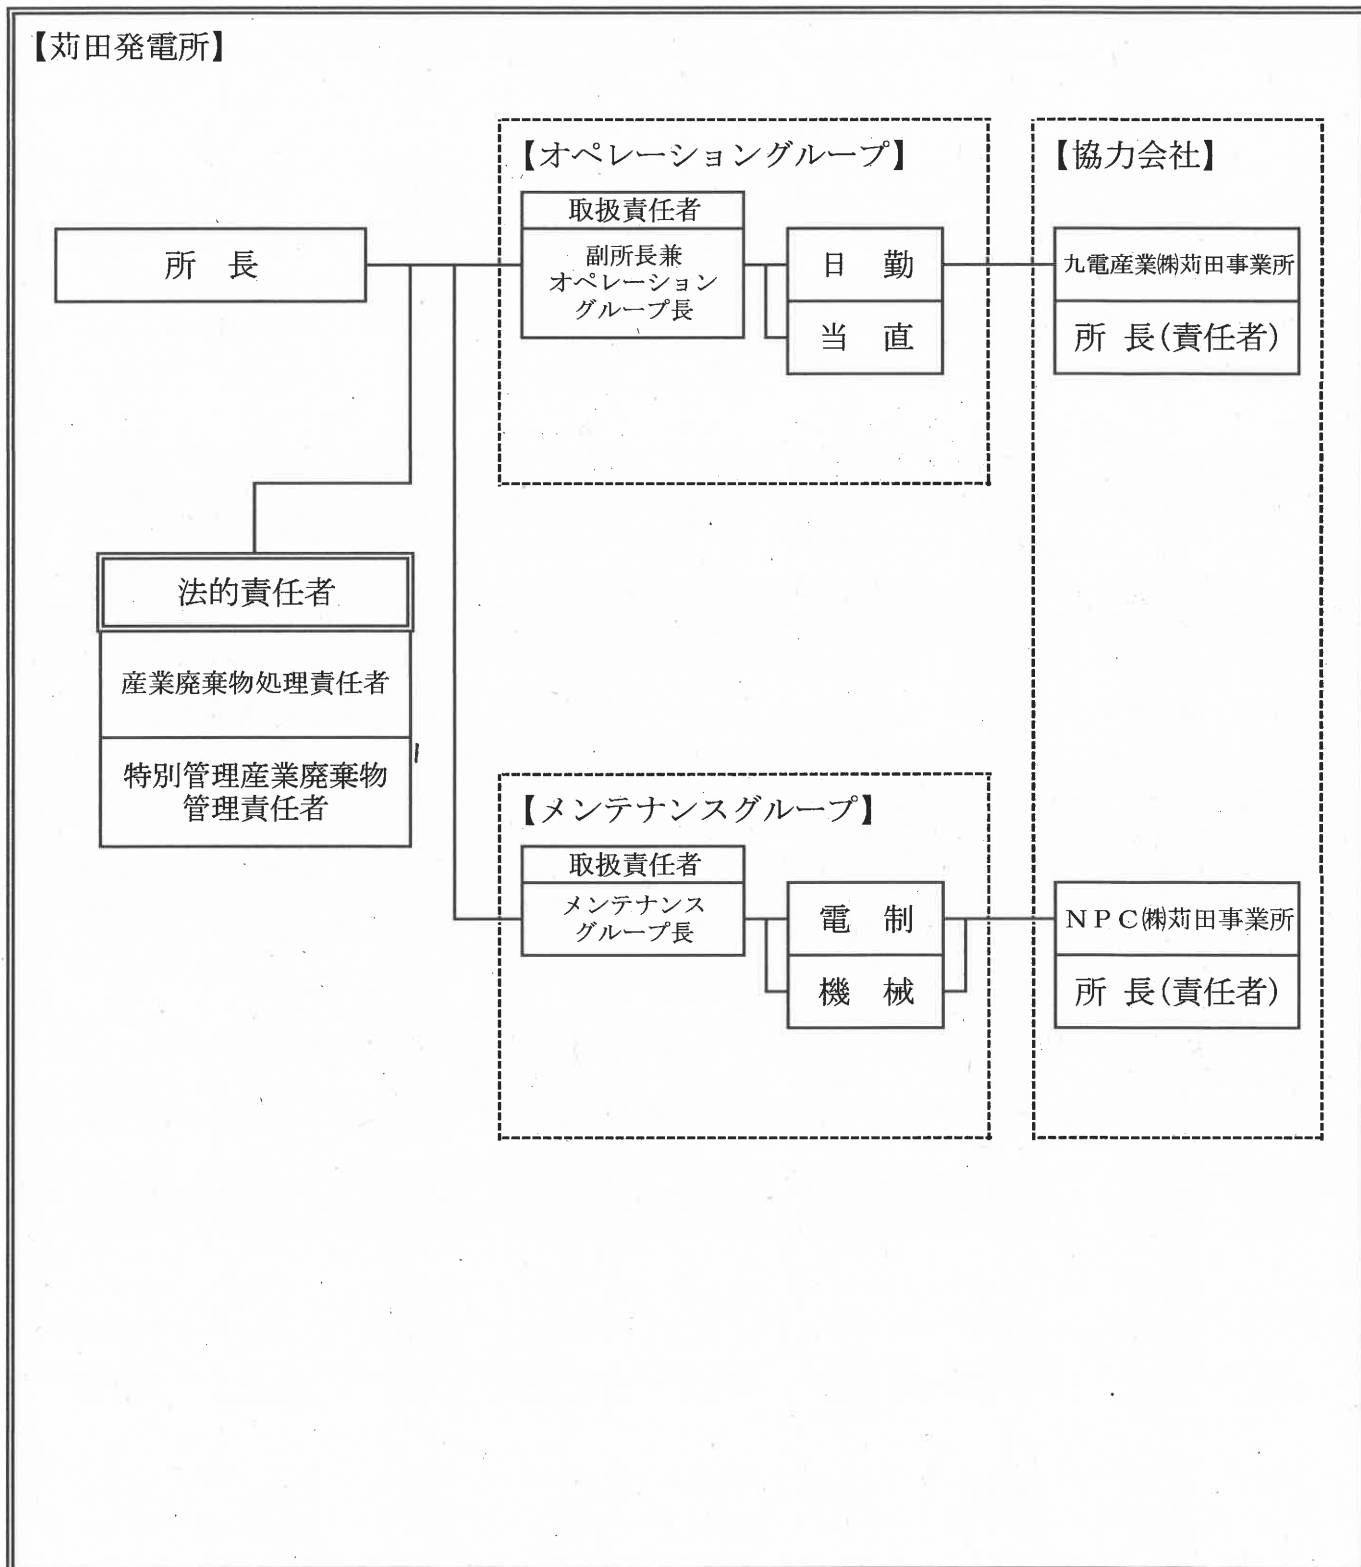 【苅田発電所】
【オペレーショングループ】
【協力会社】
取扱責任者
所 長
副所長兼
オペレーション
グループ長
日 勤
当 直
九電産業㈱苅田事業所
所 長(責任者)
法的責任者
産業廃棄物処理責任者
特別管理産業廃棄物
管理責任者
【メンテナンスグループ】
取扱責任者
メンテナンス
グループ長
電 制
機 械
NPC㈱苅田事業所
所 長(責任者)